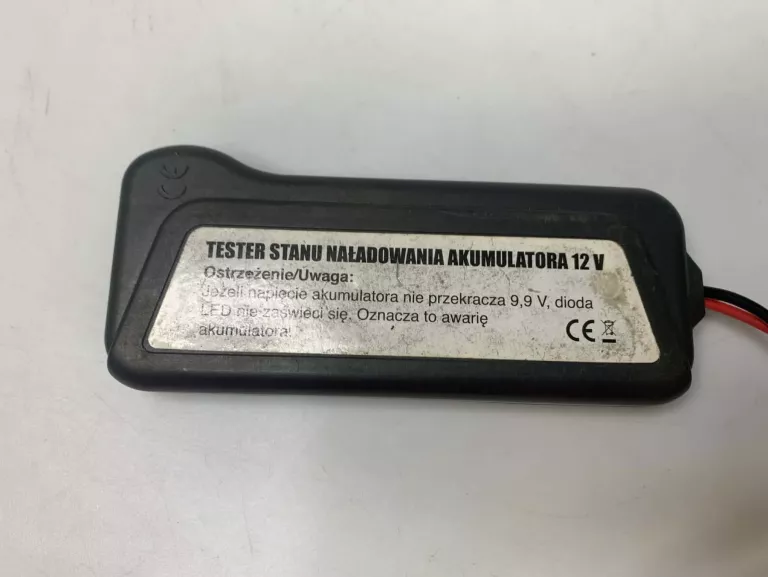 TESTER STANU NAŁADOWANIA AKUMULATORA 12 V
Ostrzeżenie/Uwaga:
Jeżeli napięcie akumulatora nie przekracza 9,9 V, dioda
LED nie zaświeci się. Oznacza to awarię
akumulatora!
CE
CE